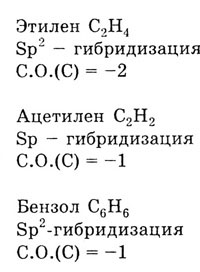 Этилен C₂H₄
Sp² – гибридизация
С.О.(С) = –2
Ацетилен C₂H₂
Sp – гибридизация
С.О.(С) = –1
Бензол C₆H₆
Sp²-гибридизация
С.О.(С) = –1